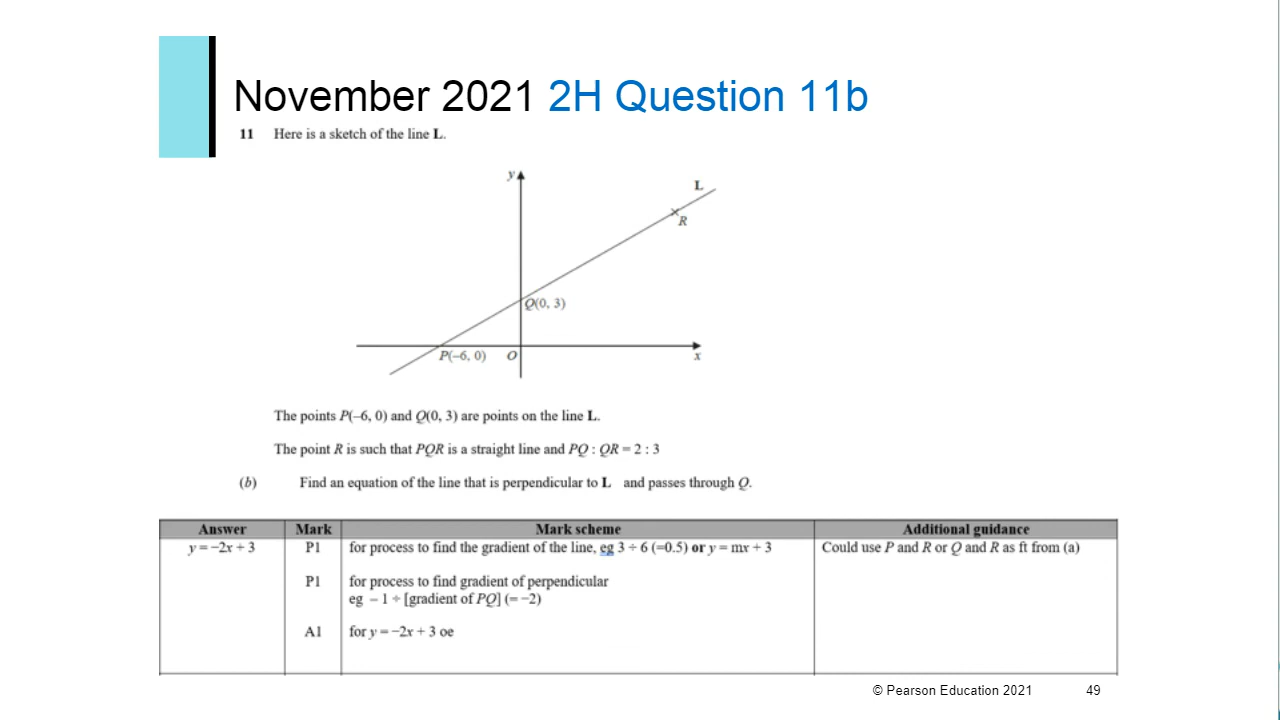 November 2021 2H Question 11b
11 Here is a sketch of the line L.
y
L
R
Q(0, 3)
P(–6, 0) O x
The points P(–6, 0) and Q(0, 3) are points on the line L.
The point R is such that PQR is a straight line and PQ : QR = 2 : 3
(b) Find an equation of the line that is perpendicular to L and passes through Q.
Answer Mark Mark scheme Additional guidance
y = –2x + 3 P1 for process to find the gradient of the line, eg 3 ÷ 6 (=0.5) or y = mx + 3 Could use P and R or Q and R as ft from (a)
P1 for process to find gradient of perpendicular
eg – 1 ÷ [gradient of PQ] (= –2)
A1 for y = –2x + 3 oe
© Pearson Education 2021 49